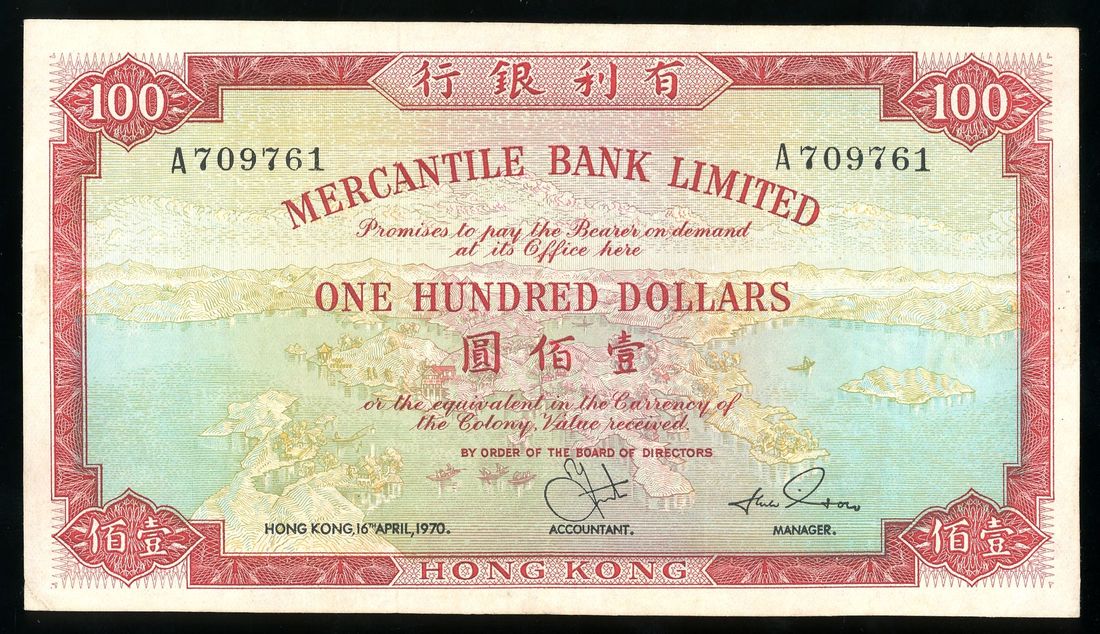 行銀利有
100
100
A709761
A709761
MERCANTILE BANK LIMITED
Promises to pay the Bearer on demand
at its Office here
ONE HUNDRED DOLLARS
圓佰壹
or the equivalent in the Currency of
the Colony, Value received.
BY ORDER OF THE BOARD OF DIRECTORS
HONG KONG, 16TH APRIL, 1970.
ACCOUNTANT.
MANAGER.
佰壹
佰壹
HONG KONG